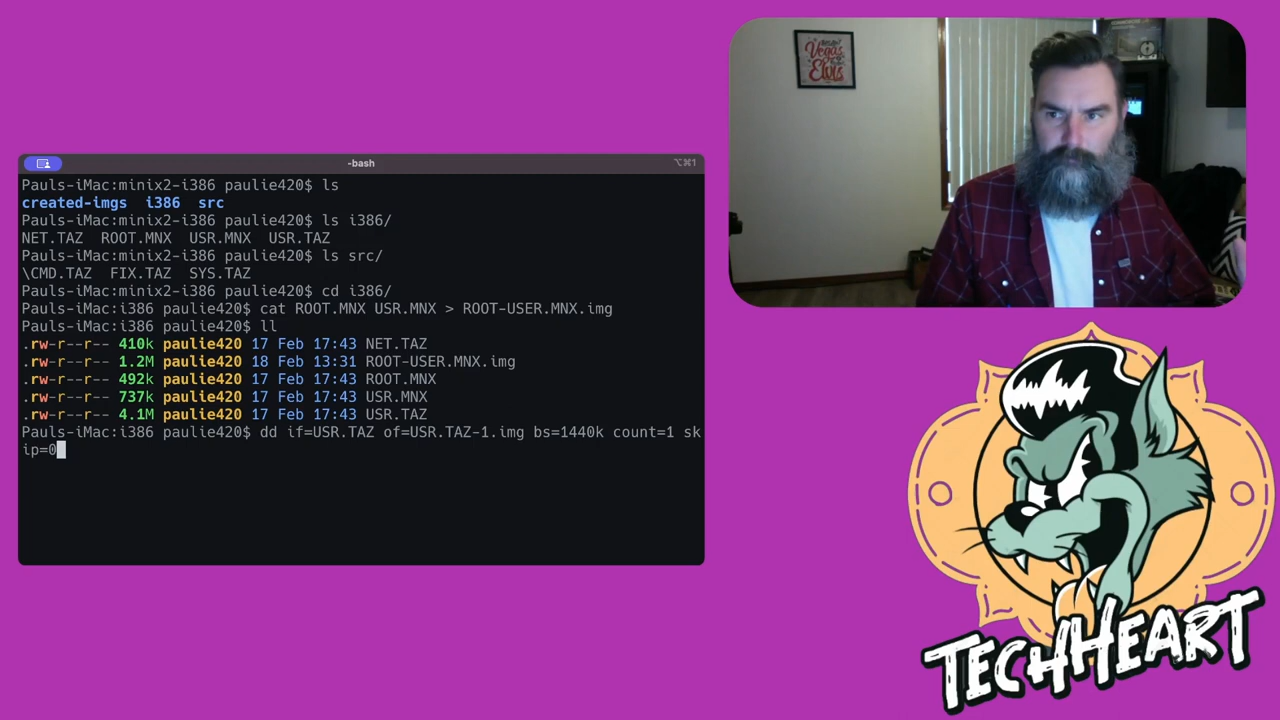 -bash
⌥⌘1
Pauls-iMac:minix2-i386 paulie420$ ls
created-imgs  i386  src
Pauls-iMac:minix2-i386 paulie420$ ls i386/
NET.TAZ  ROOT.MNX  USR.MNX  USR.TAZ
Pauls-iMac:minix2-i386 paulie420$ ls src/
\CMD.TAZ  FIX.TAZ  SYS.TAZ
Pauls-iMac:minix2-i386 paulie420$ cd i386/
Pauls-iMac:i386 paulie420$ cat ROOT.MNX USR.MNX > ROOT-USER.MNX.img
Pauls-iMac:i386 paulie420$ ll
.rw-r--r-- 410k paulie420 17 Feb 17:43 NET.TAZ
.rw-r--r-- 1.2M paulie420 18 Feb 13:31 ROOT-USER.MNX.img
.rw-r--r-- 492k paulie420 17 Feb 17:43 ROOT.MNX
.rw-r--r-- 737k paulie420 17 Feb 17:43 USR.MNX
.rw-r--r-- 4.1M paulie420 17 Feb 17:43 USR.TAZ
Pauls-iMac:i386 paulie420$ dd if=USR.TAZ of=USR.TAZ-1.img bs=1440k count=1 sk
ip=0
Vegas
Elvis
TECHHEART